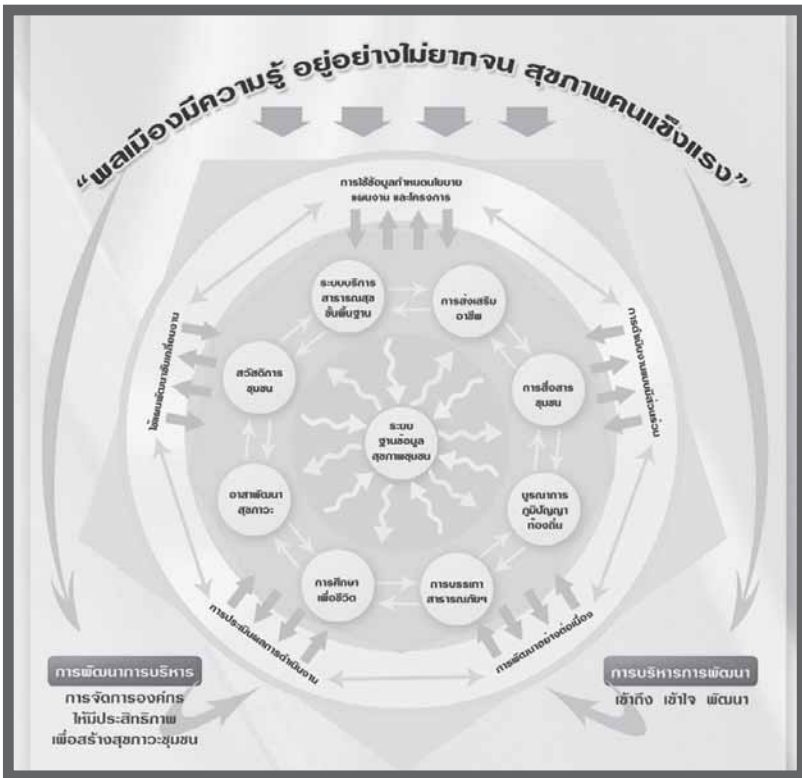 “พลเมืองมีความรู้ อยู่อย่างไม่ยากจน สุขภาพคนแข็งแรง”
การใช้ข้อมูลกำหนดนโยบาย
แผนงาน และโครงการ
ระบบบริการ
สาธารณสุข
ขั้นพื้นฐาน
การส่งเสริม
อาชีพ
ใช้แผนพัฒนาขับเคลื่อนงาน
สวัสดิการ
ชุมชน
การสื่อสาร
ชุมชน
ระบบ
ฐานข้อมูล
สุขภาพชุมชน
อาสาพัฒนา
สุขภาวะ
บูรณาการ
ภูมิปัญญา
ท้องถิ่น
การศึกษา
เพื่อชีวิต
การบรรเทา
สาธารณภัยฯ
การประเมินผลการดำเนินงาน
การพัฒนาอย่างต่อเนื่อง
การพัฒนาการบริหาร
การจัดการองค์กร
ให้มีประสิทธิภาพ
เพื่อสร้างสุขภาวะชุมชน
การบริหารการพัฒนา
เข้าถึง เข้าใจ พัฒนา